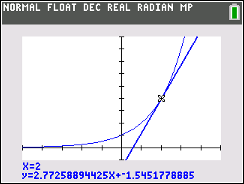 NORMAL FLOAT DEC REAL RADIAN MP
X=2
y=2.77258894425X+-1.5451778885